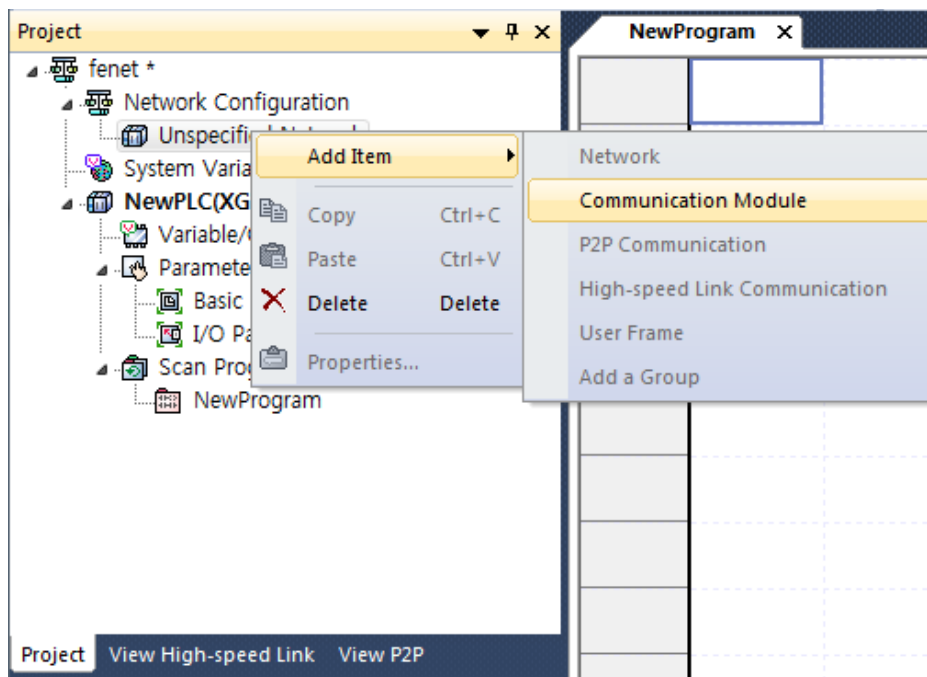 Project
NewProgram
fenet *
Network Configuration
Add Item
Network
System Varia
Communication Module
NewPLC(XG
Copy Ctrl+C
Variable/
P2P Communication
Paste Ctrl+V
Paramete
High-speed Link Communication
Basic
Delete Delete
User Frame
I/O Pa
Properties...
Scan Pro
Add a Group
NewProgram
Project View High-speed Link View P2P